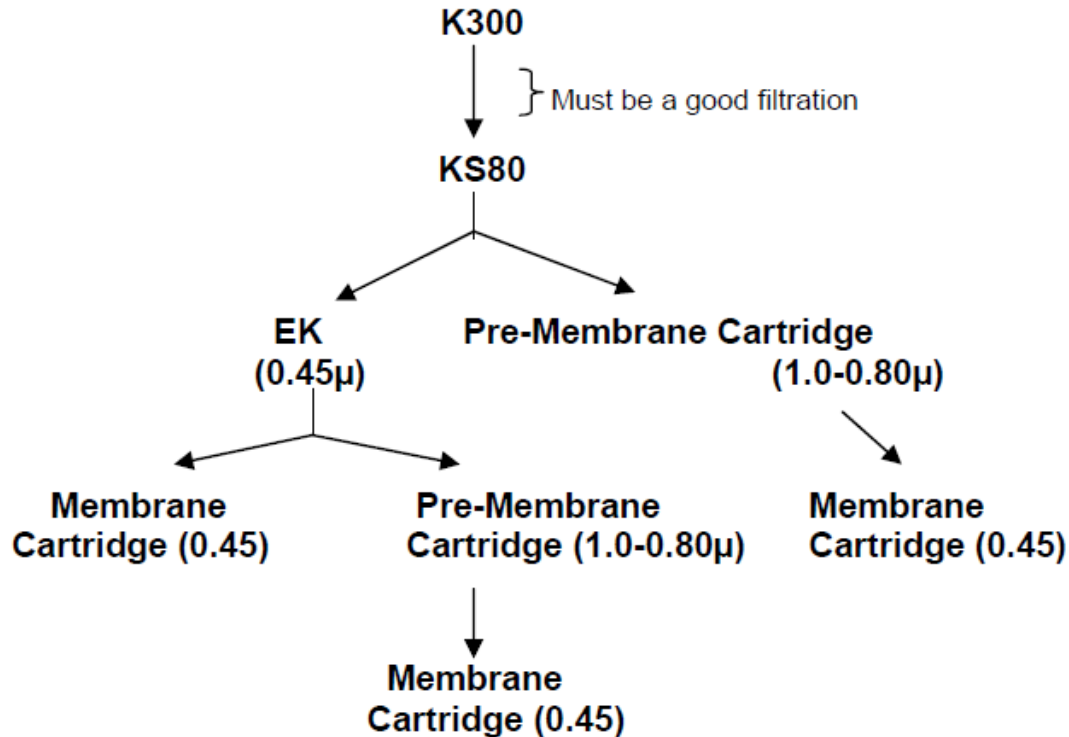 K300
Must be a good filtration
KS80
EK
(0.45µ)
Pre-Membrane Cartridge
(1.0-0.80µ)
Membrane
Cartridge (0.45)
Pre-Membrane
Cartridge (1.0-0.80µ)
Membrane
Cartridge (0.45)
Membrane
Cartridge (0.45)